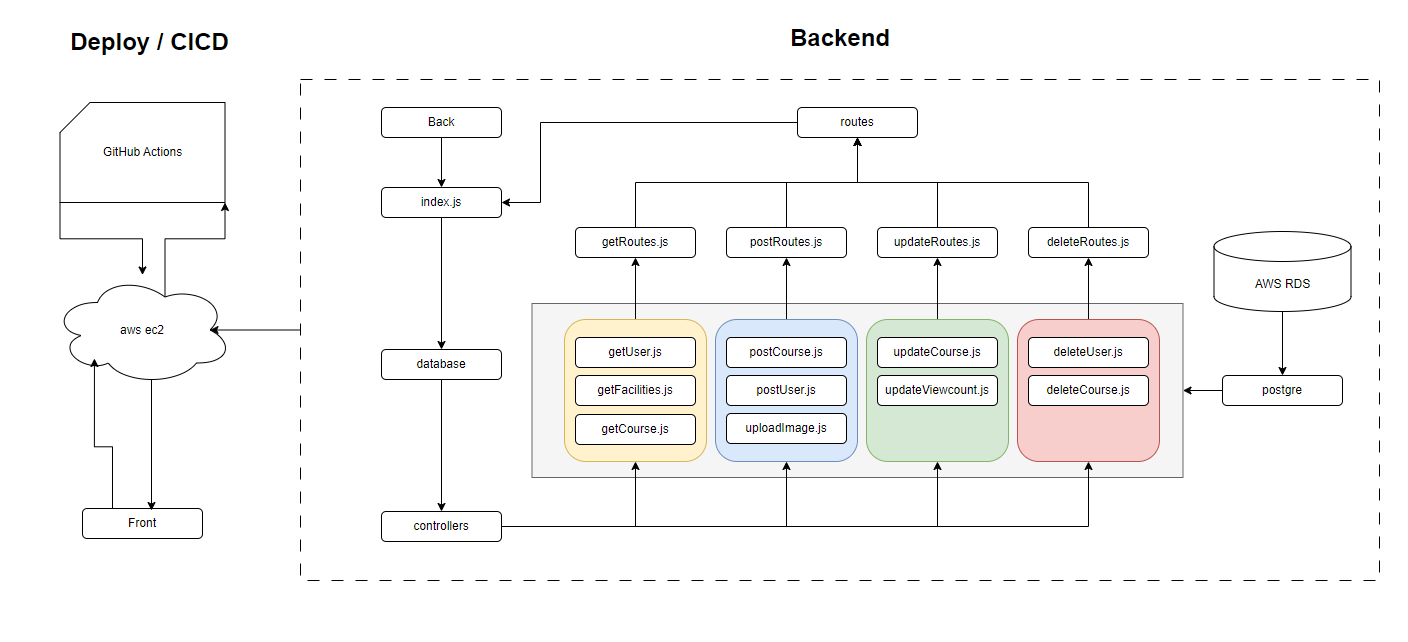 Deploy / CICD
Backend
GitHub Actions
aws ec2
Front
Back
routes
index.js
getRoutes.js
postRoutes.js
updateRoutes.js
deleteRoutes.js
AWS RDS
database
getUser.js
postCourse.js
updateCourse.js
deleteUser.js
getFacilities.js
postUser.js
updateViewcount.js
deleteCourse.js
postgre
getCourse.js
uploadImage.js
controllers